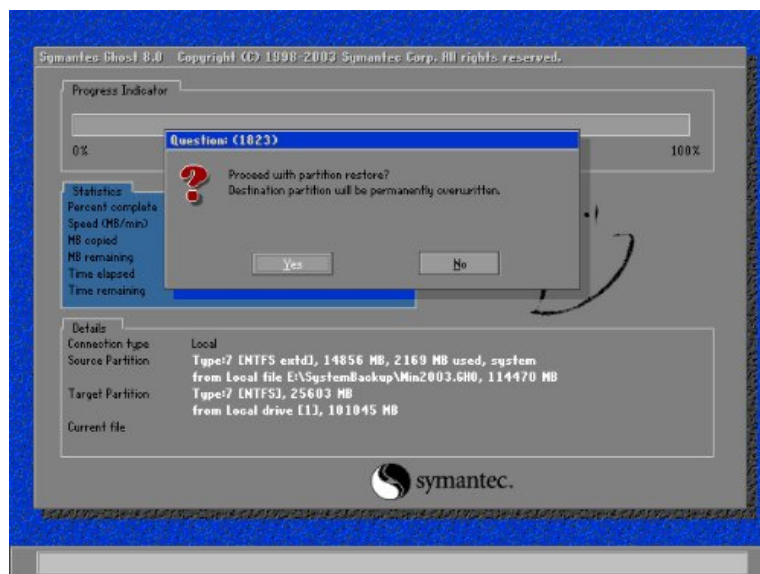 Symantec Ghost 8.0 Copyright (C) 1998-2003 Symantec Corp. All rights reserved.
Progress Indicator
0% 100%
Question: (1823)
Proceed with partition restore?
Destination partition will be permanently overwritten.
Yes No
Statistics
Percent complete
Speed (MB/min)
MB copied
MB remaining
Time elapsed
Time remaining
Details
Connection type Local
Source Partition Type:7 [NTFS extd], 14856 MB, 2169 MB used, system
from Local file E:\SystemBackup\Min2003.GHO, 114470 MB
Target Partition Type:7 [NTFS], 25603 MB
from Local drive [1], 101045 MB
Current file
symantec.